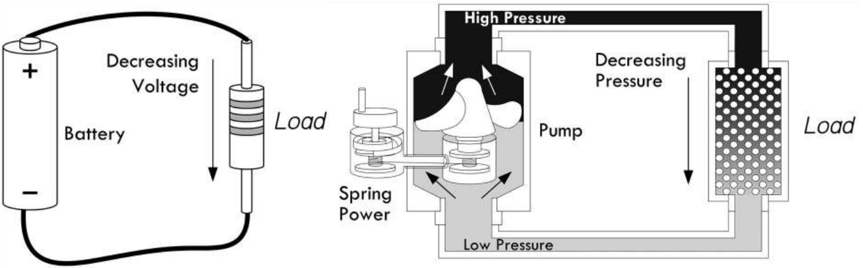 +
Decreasing
Voltage
Battery
Load
−
High Pressure
Decreasing
Pressure
Pump
Load
Spring
Power
Low Pressure